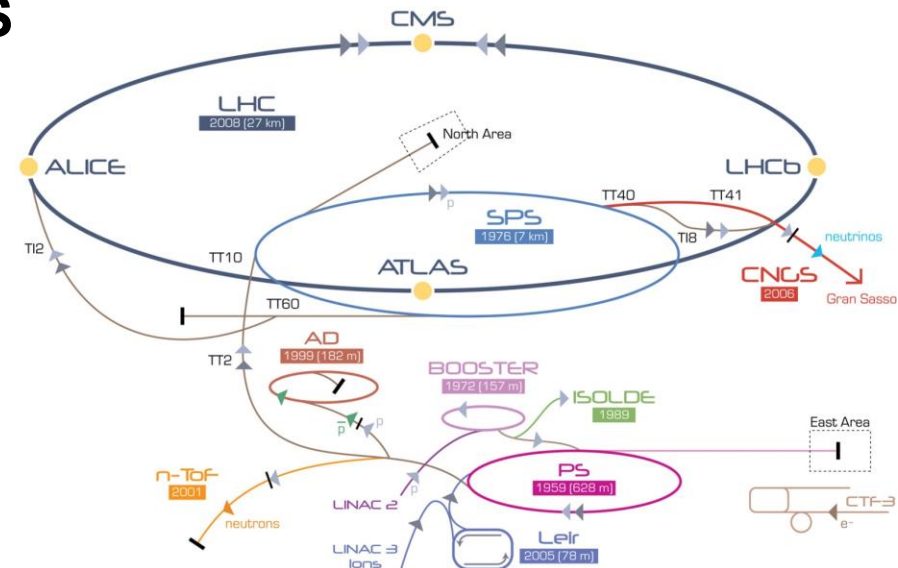 s
CMS
LHC
2008 (27 km)
North Area
ALICE
LHCb
p
TT40
TT41
SPS
1976 (7 km)
TI8
neutrinos
TI2
TT10
ATLAS
CNGS
2006
Gran Sasso
TT60
AD
1999 (182 m)
TT2
BOOSTER
1972 (157 m)
ISOLDE
1989
p
p
East Area
n-ToF
2001
PS
1959 (628 m)
p
LINAC 2
neutrons
CTF3
e-
LINAC 3
Ions
Leir
2005 (78 m)